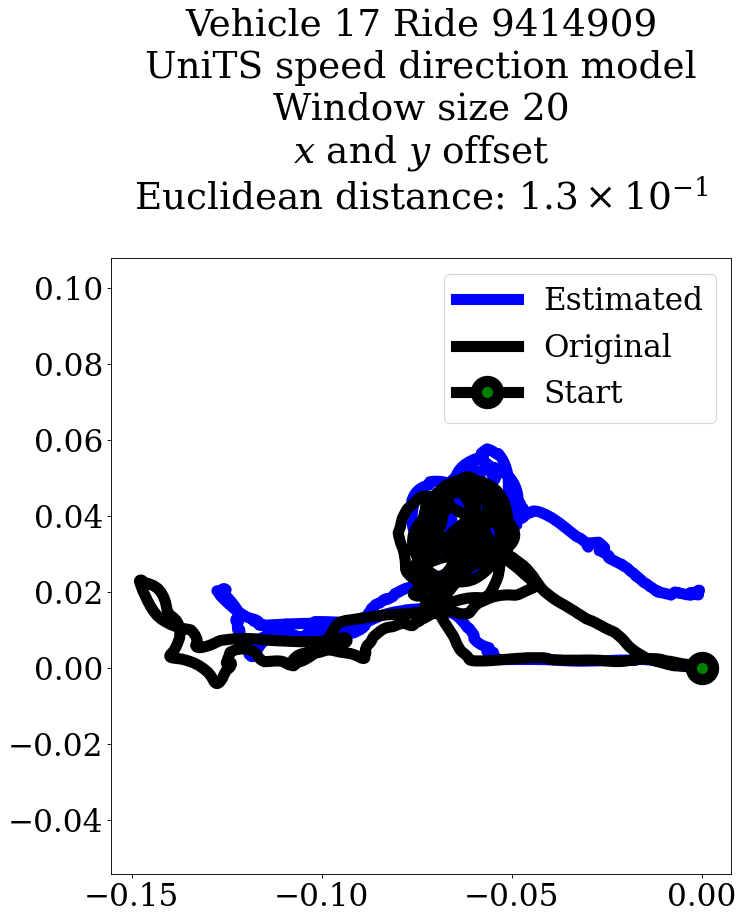 Vehicle 17 Ride 9414909
UniTS speed direction model
Window size 20
x and y offset
Euclidean distance: 1.3 × 10⁻¹
Estimated
Original
Start
0.10
0.08
0.06
0.04
0.02
0.00
−0.02
−0.04
−0.15 −0.10 −0.05 0.00